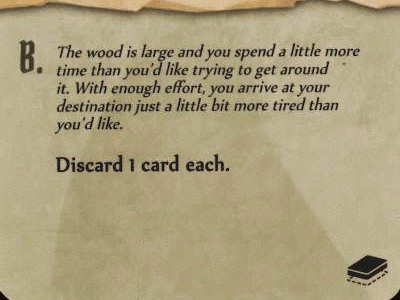 B. The wood is large and you spend a little more
time than you'd like trying to get around
it. With enough effort, you arrive at your
destination just a little bit more tired than
you'd like.
Discard 1 card each.